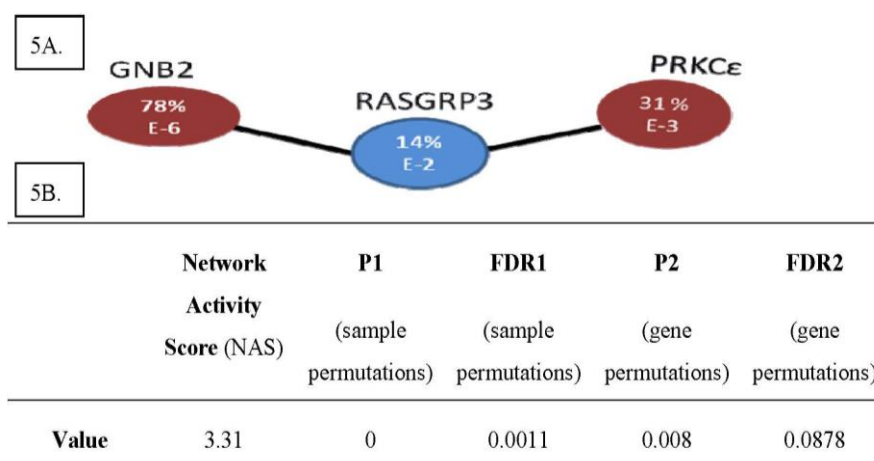 5A.
GNB2
78%
E-6
RASGRP3
14%
E-2
PRKCε
31%
E-3
5B.
Network Activity Score (NAS)
P1 (sample permutations)
FDR1 (sample permutations)
P2 (gene permutations)
FDR2 (gene permutations)
Value 3.31 0 0.0011 0.008 0.0878